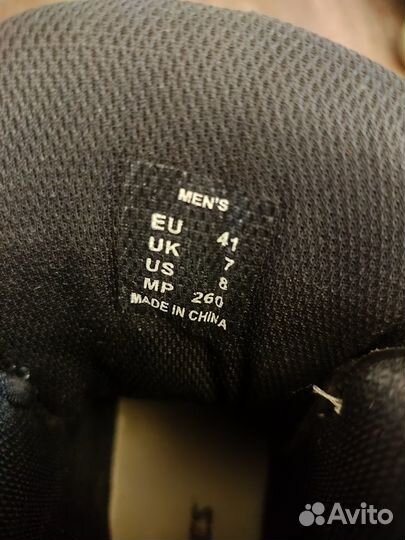 MEN'S
EU 41
UK 7
US 8
MP 260
MADE IN CHINA
Avito